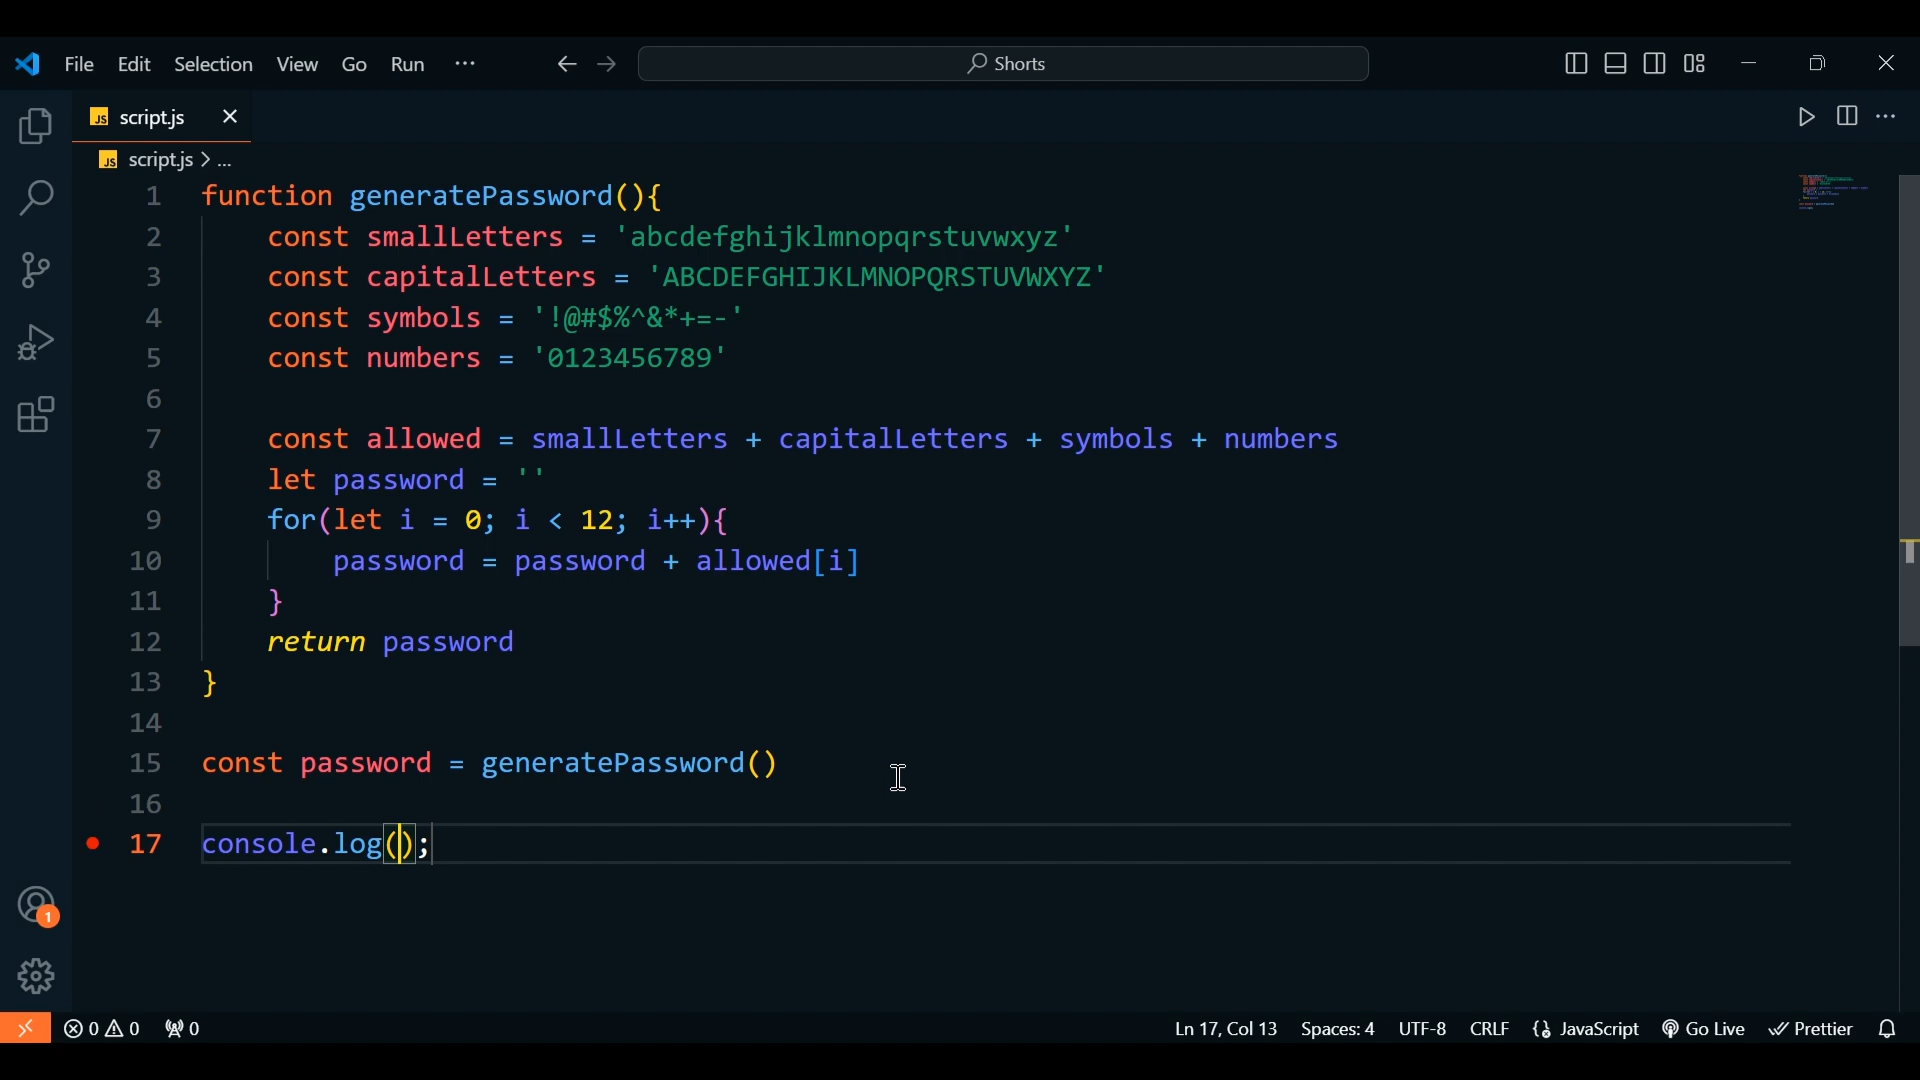 File Edit Selection View Go Run ··· Shorts
JS script.js
JS script.js > ...
1 function generatePassword(){
2 const smallLetters = 'abcdefghijklmnopqrstuvwxyz'
3 const capitalLetters = 'ABCDEFGHIJKLMNOPQRSTUVWXYZ'
4 const symbols = '!@#$%^&*+=-'
5 const numbers = '0123456789'
6
7 const allowed = smallLetters + capitalLetters + symbols + numbers
8 let password = ''
9 for(let i = 0; i < 12; i++){
10 password = password + allowed[i]
11 }
12 return password
13 }
14
15 const password = generatePassword()
16
17 console.log();
1
0 0 0 Ln 17, Col 13 Spaces: 4 UTF-8 CRLF JavaScript Go Live Prettier